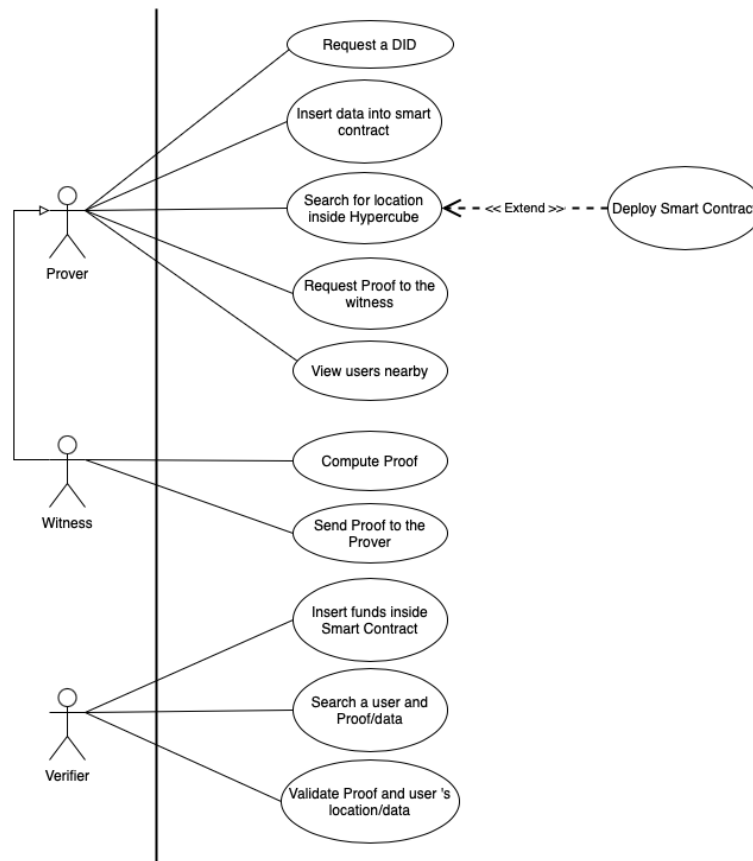 Request a DID
Insert data into smart
contract
Search for location
inside Hypercube
<< Extend >>
Deploy Smart Contract
Prover
Request Proof to the
witness
View users nearby
Compute Proof
Witness
Send Proof to the
Prover
Insert funds inside
Smart Contract
Search a user and
Proof/data
Verifier
Validate Proof and user 's
location/data